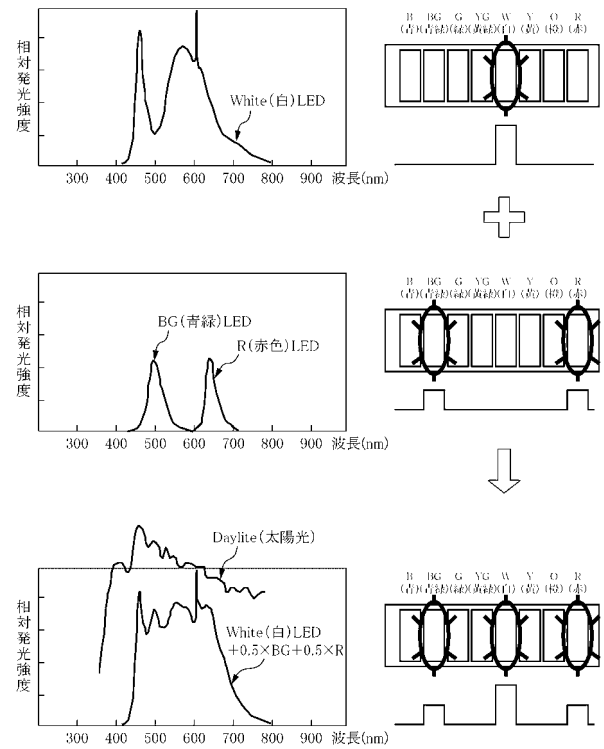 相対発光強度
White(白)LED
300 400 500 600 700 800 900 波長(nm)
B BG G YG W Y O R
(青)(青緑)(緑)(黄緑)(白)(黄)(橙)(赤)
相対発光強度
BG(青緑)LED
R(赤色)LED
300 400 500 600 700 800 900 波長(nm)
B BG G YG W Y O R
(青)(青緑)(緑)(黄緑)(白)(黄)(橙)(赤)
相対発光強度
Daylite(太陽光)
White(白)LED
+0.5×BG+0.5×R
300 400 500 600 700 800 900 波長(nm)
B BG G YG W Y O R
(青)(青緑)(緑)(黄緑)(白)(黄)(橙)(赤)